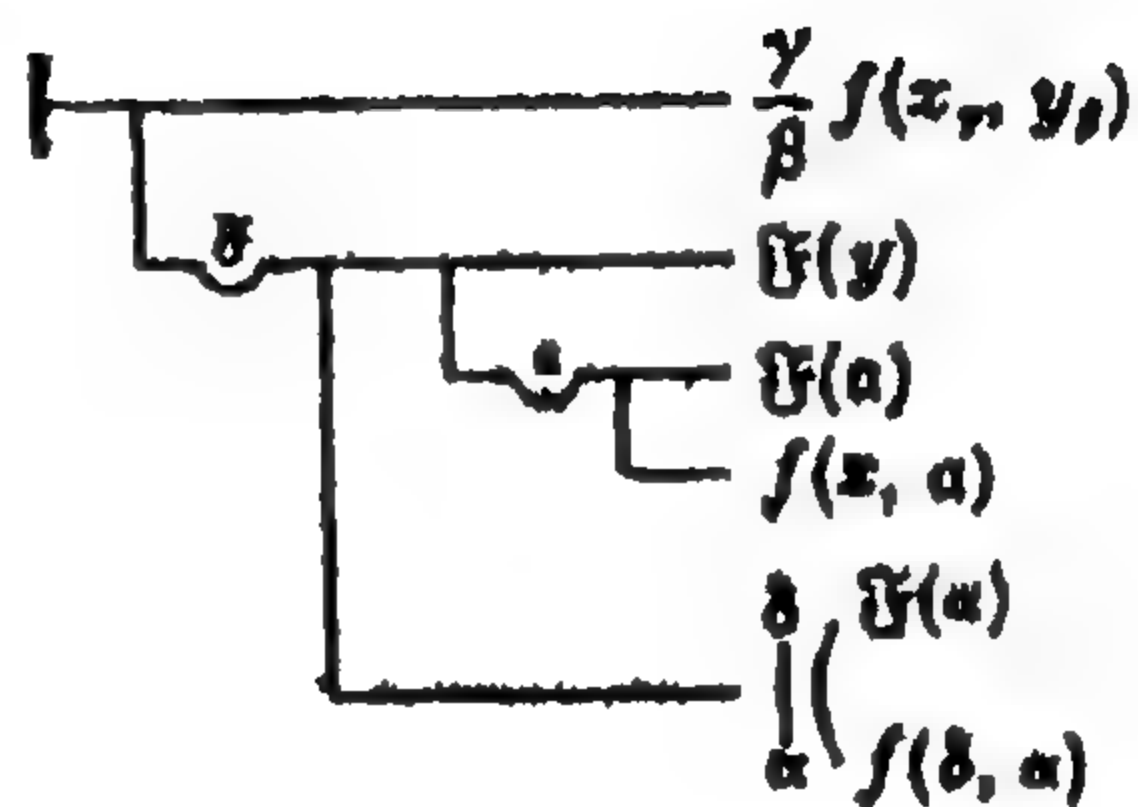 γ
β f(x_γ, y_β)
𝔉
𝔉(y)
𝔞
𝔉(𝔞)
f(x, 𝔞)
δ 𝔉(α)
α f(δ, α)